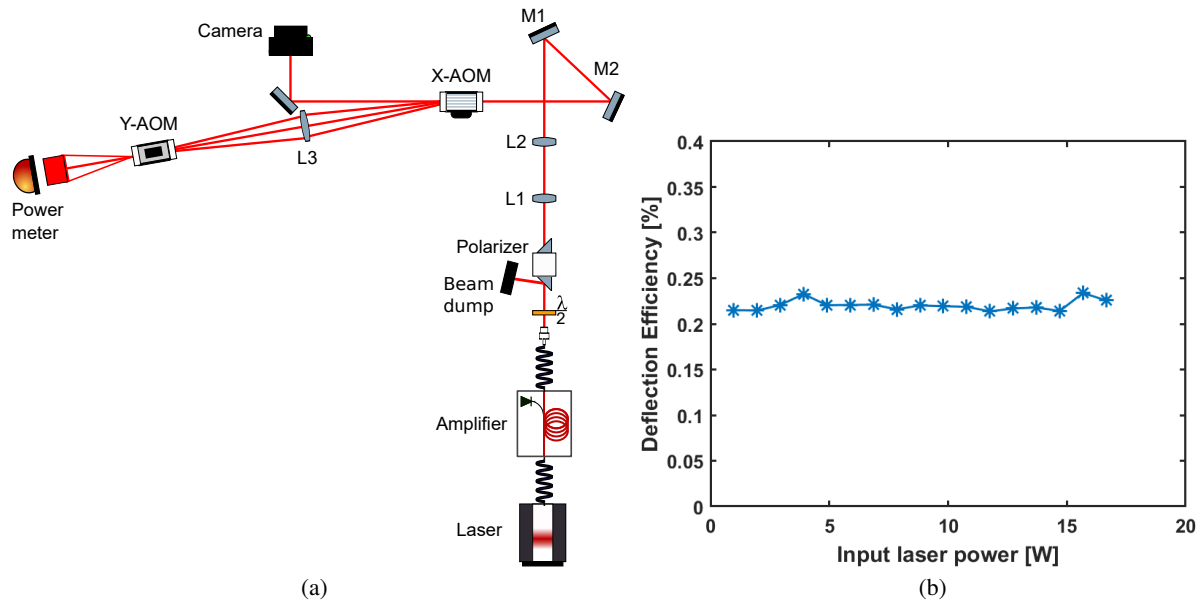 M1
Camera
M2
X-AOM
Y-AOM
L2
L3
L1
Power
meter
Polarizer
Beam
dump
λ
2
Amplifier
Laser
(a)
Deflection Efficiency [%]
0.4
0.35
0.3
0.25
0.2
0.15
0.1
0.05
0
0
5
10
15
20
Input laser power [W]
(b)